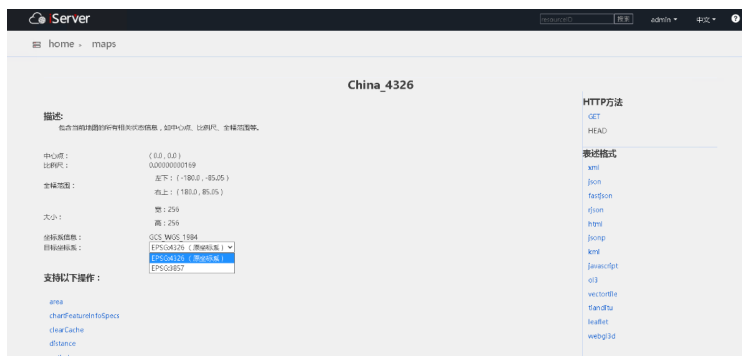 iServer
resourceID 搜索 admin 中文
home » maps
China_4326
描述:
包含当前地图的所有相关状态信息，如中心点、比例尺、全幅范围等。
中心点： (0.0, 0.0)
比例尺： 0.00000000169
全幅范围：
左下：(-180.0, -85.05)
右上：(180.0, 85.05)
大小：
宽：256
高：256
坐标系信息： GCS_WGS_1984
目标坐标系： EPSG:4326（原坐标系）
EPSG:4326（原坐标系）
EPSG:3857
支持以下操作：
area
chartFeatureInfoSpecs
clearCache
distance
HTTP方法
GET
HEAD
表述格式
xml
json
fastjson
rjson
html
jsonp
kml
javascript
ol3
vectortile
tianditu
leaflet
webgl3d